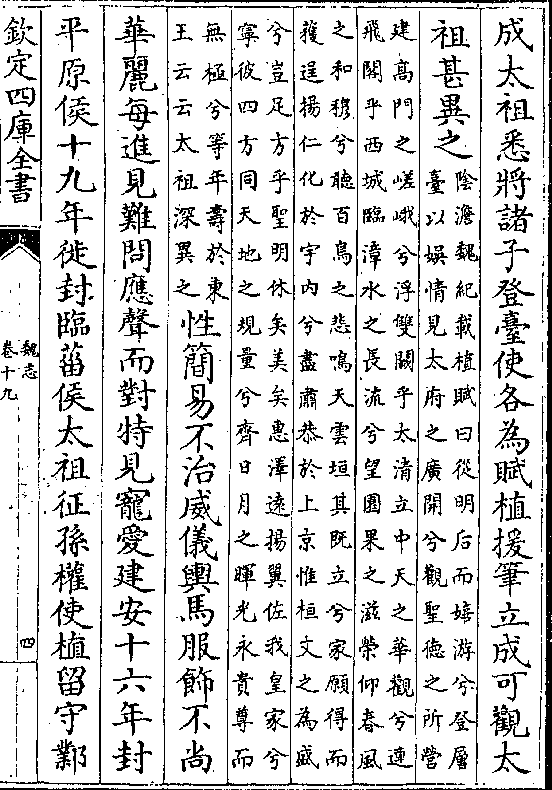 成太祖悉將諸子登臺使各為賦植援筆立成可觀太
祖甚異之
陰澹魏紀載植賦曰從明后而嬉游兮登層
臺以娛情見太府之廣開兮觀聖德之所營
建高門之嵯峨兮浮雙闕乎太清立中天之華觀兮連
飛閣乎西城臨漳水之長流兮望園果之滋榮仰春風
之和穆兮聽百鳥之悲鳴天雲垣其既立兮家願得而
獲逞揚仁化於宇内兮盡肅恭於上京惟桓文之為盛
兮豈足方乎聖明休矣美矣惠澤遠揚翼佐我皇家兮
寧彼四方同天地之規量兮齊日月之暉光永貴尊而
無極兮等年壽於東
王云云太祖深異之
性簡易不治威儀輿馬服飾不尚
華麗每進見難問應聲而對特見寵愛建安十六年封
平原侯十九年徙封臨菑侯太祖征孫權使植留守鄴
欽定四庫全書
魏志
卷十九
四